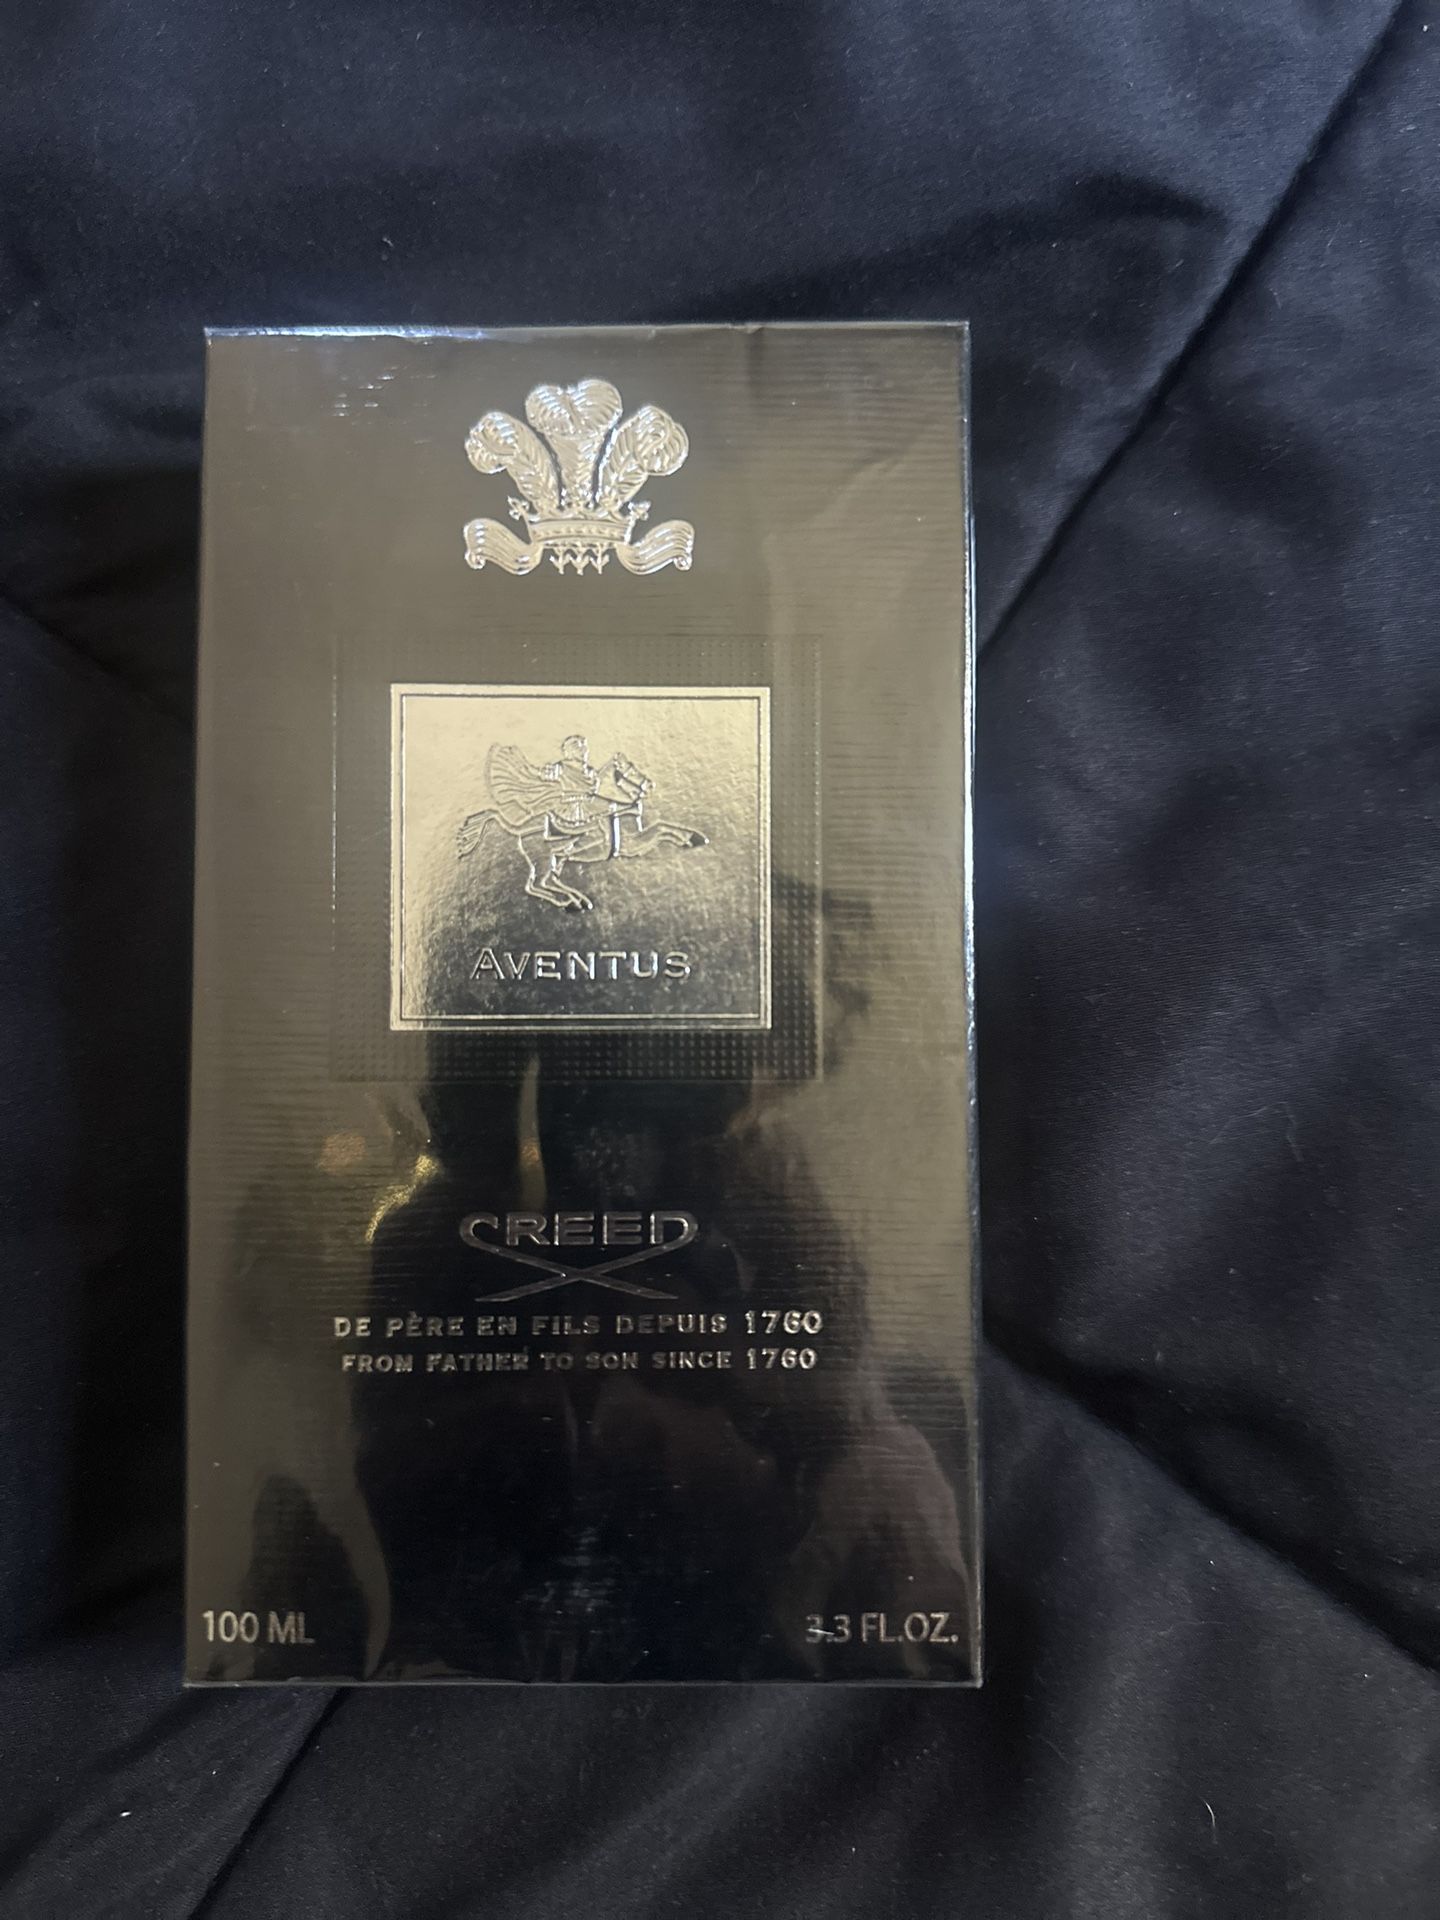 AVENTUS
CREED
DE PÈRE EN FILS DEPUIS 1760
FROM FATHER TO SON SINCE 1760
100 ML
3.3 FL.OZ.